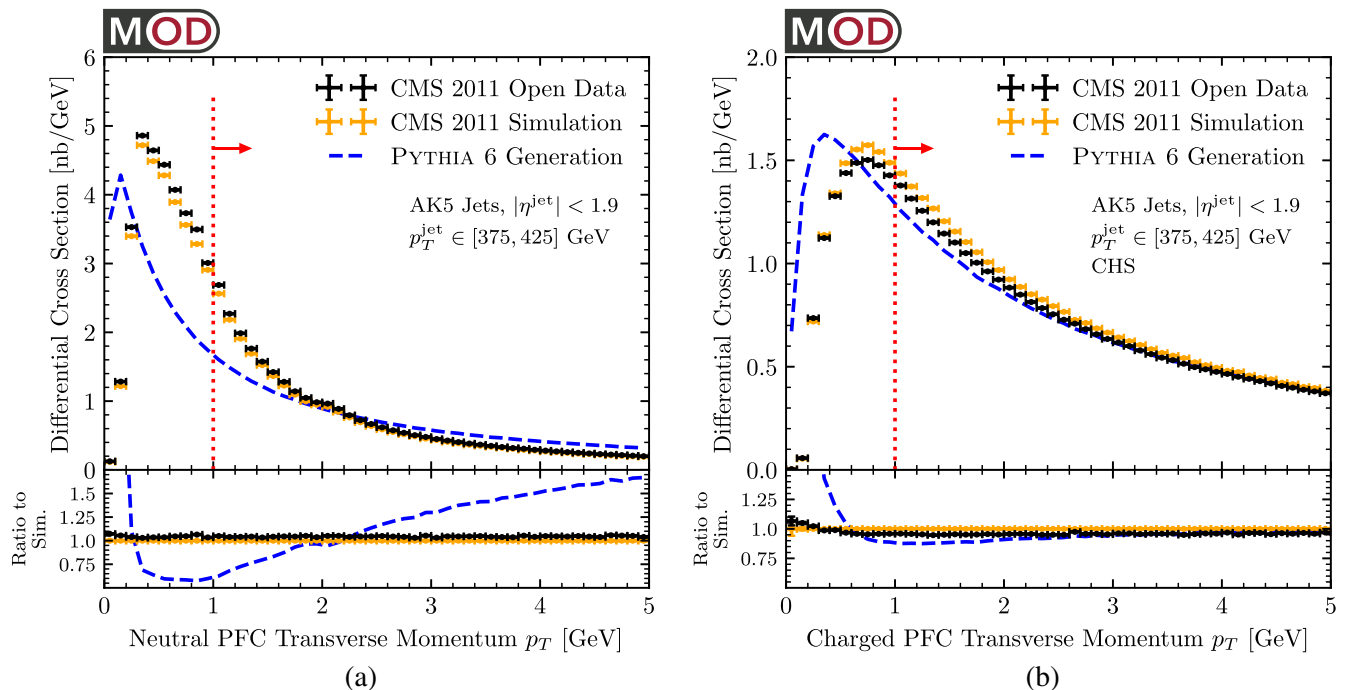 MOD
Differential Cross Section [nb/GeV]
6
5
4
3
2
1
0
CMS 2011 Open Data
CMS 2011 Simulation
PYTHIA 6 Generation
AK5 Jets, |η^jet| < 1.9
p_T^jet ∈ [375, 425] GeV
Ratio to
Sim.
1.5
1.25
1.0
0.75
0 1 2 3 4 5
Neutral PFC Transverse Momentum p_T [GeV]
(a)
MOD
Differential Cross Section [nb/GeV]
2.0
1.5
1.0
0.5
0.0
CMS 2011 Open Data
CMS 2011 Simulation
PYTHIA 6 Generation
AK5 Jets, |η^jet| < 1.9
p_T^jet ∈ [375, 425] GeV
CHS
Ratio to
Sim.
1.25
1.0
0.75
0 1 2 3 4 5
Charged PFC Transverse Momentum p_T [GeV]
(b)